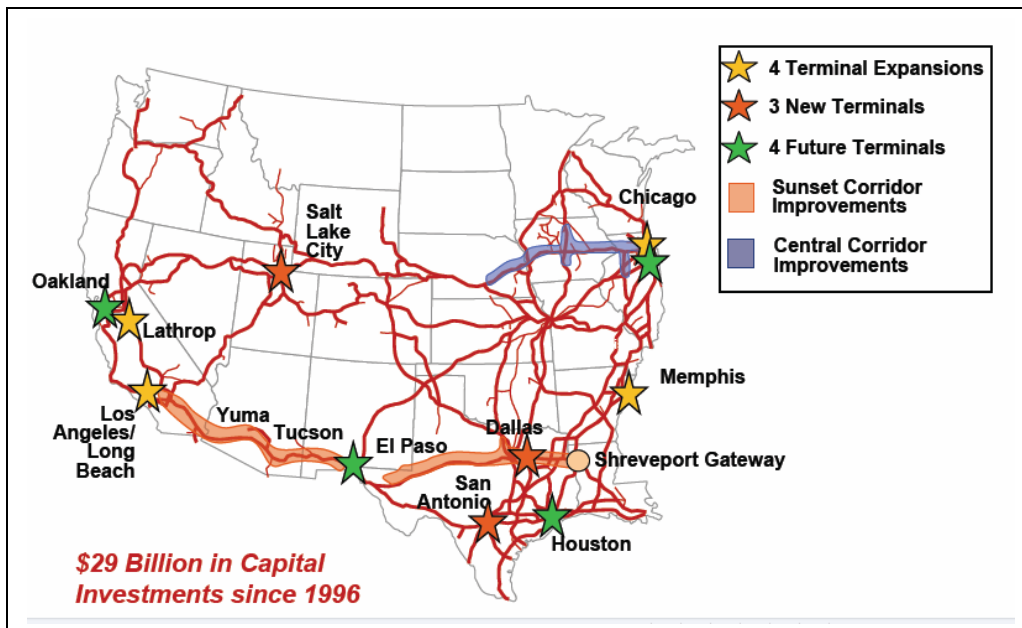 4 Terminal Expansions
3 New Terminals
4 Future Terminals
Sunset Corridor
Improvements
Central Corridor
Improvements
Chicago
Salt
Lake
City
Oakland
Lathrop
Memphis
Los
Angeles/
Long
Beach
Yuma
Tucson
El Paso
Dallas
Shreveport Gateway
San
Antonio
Houston
$29 Billion in Capital
Investments since 1996